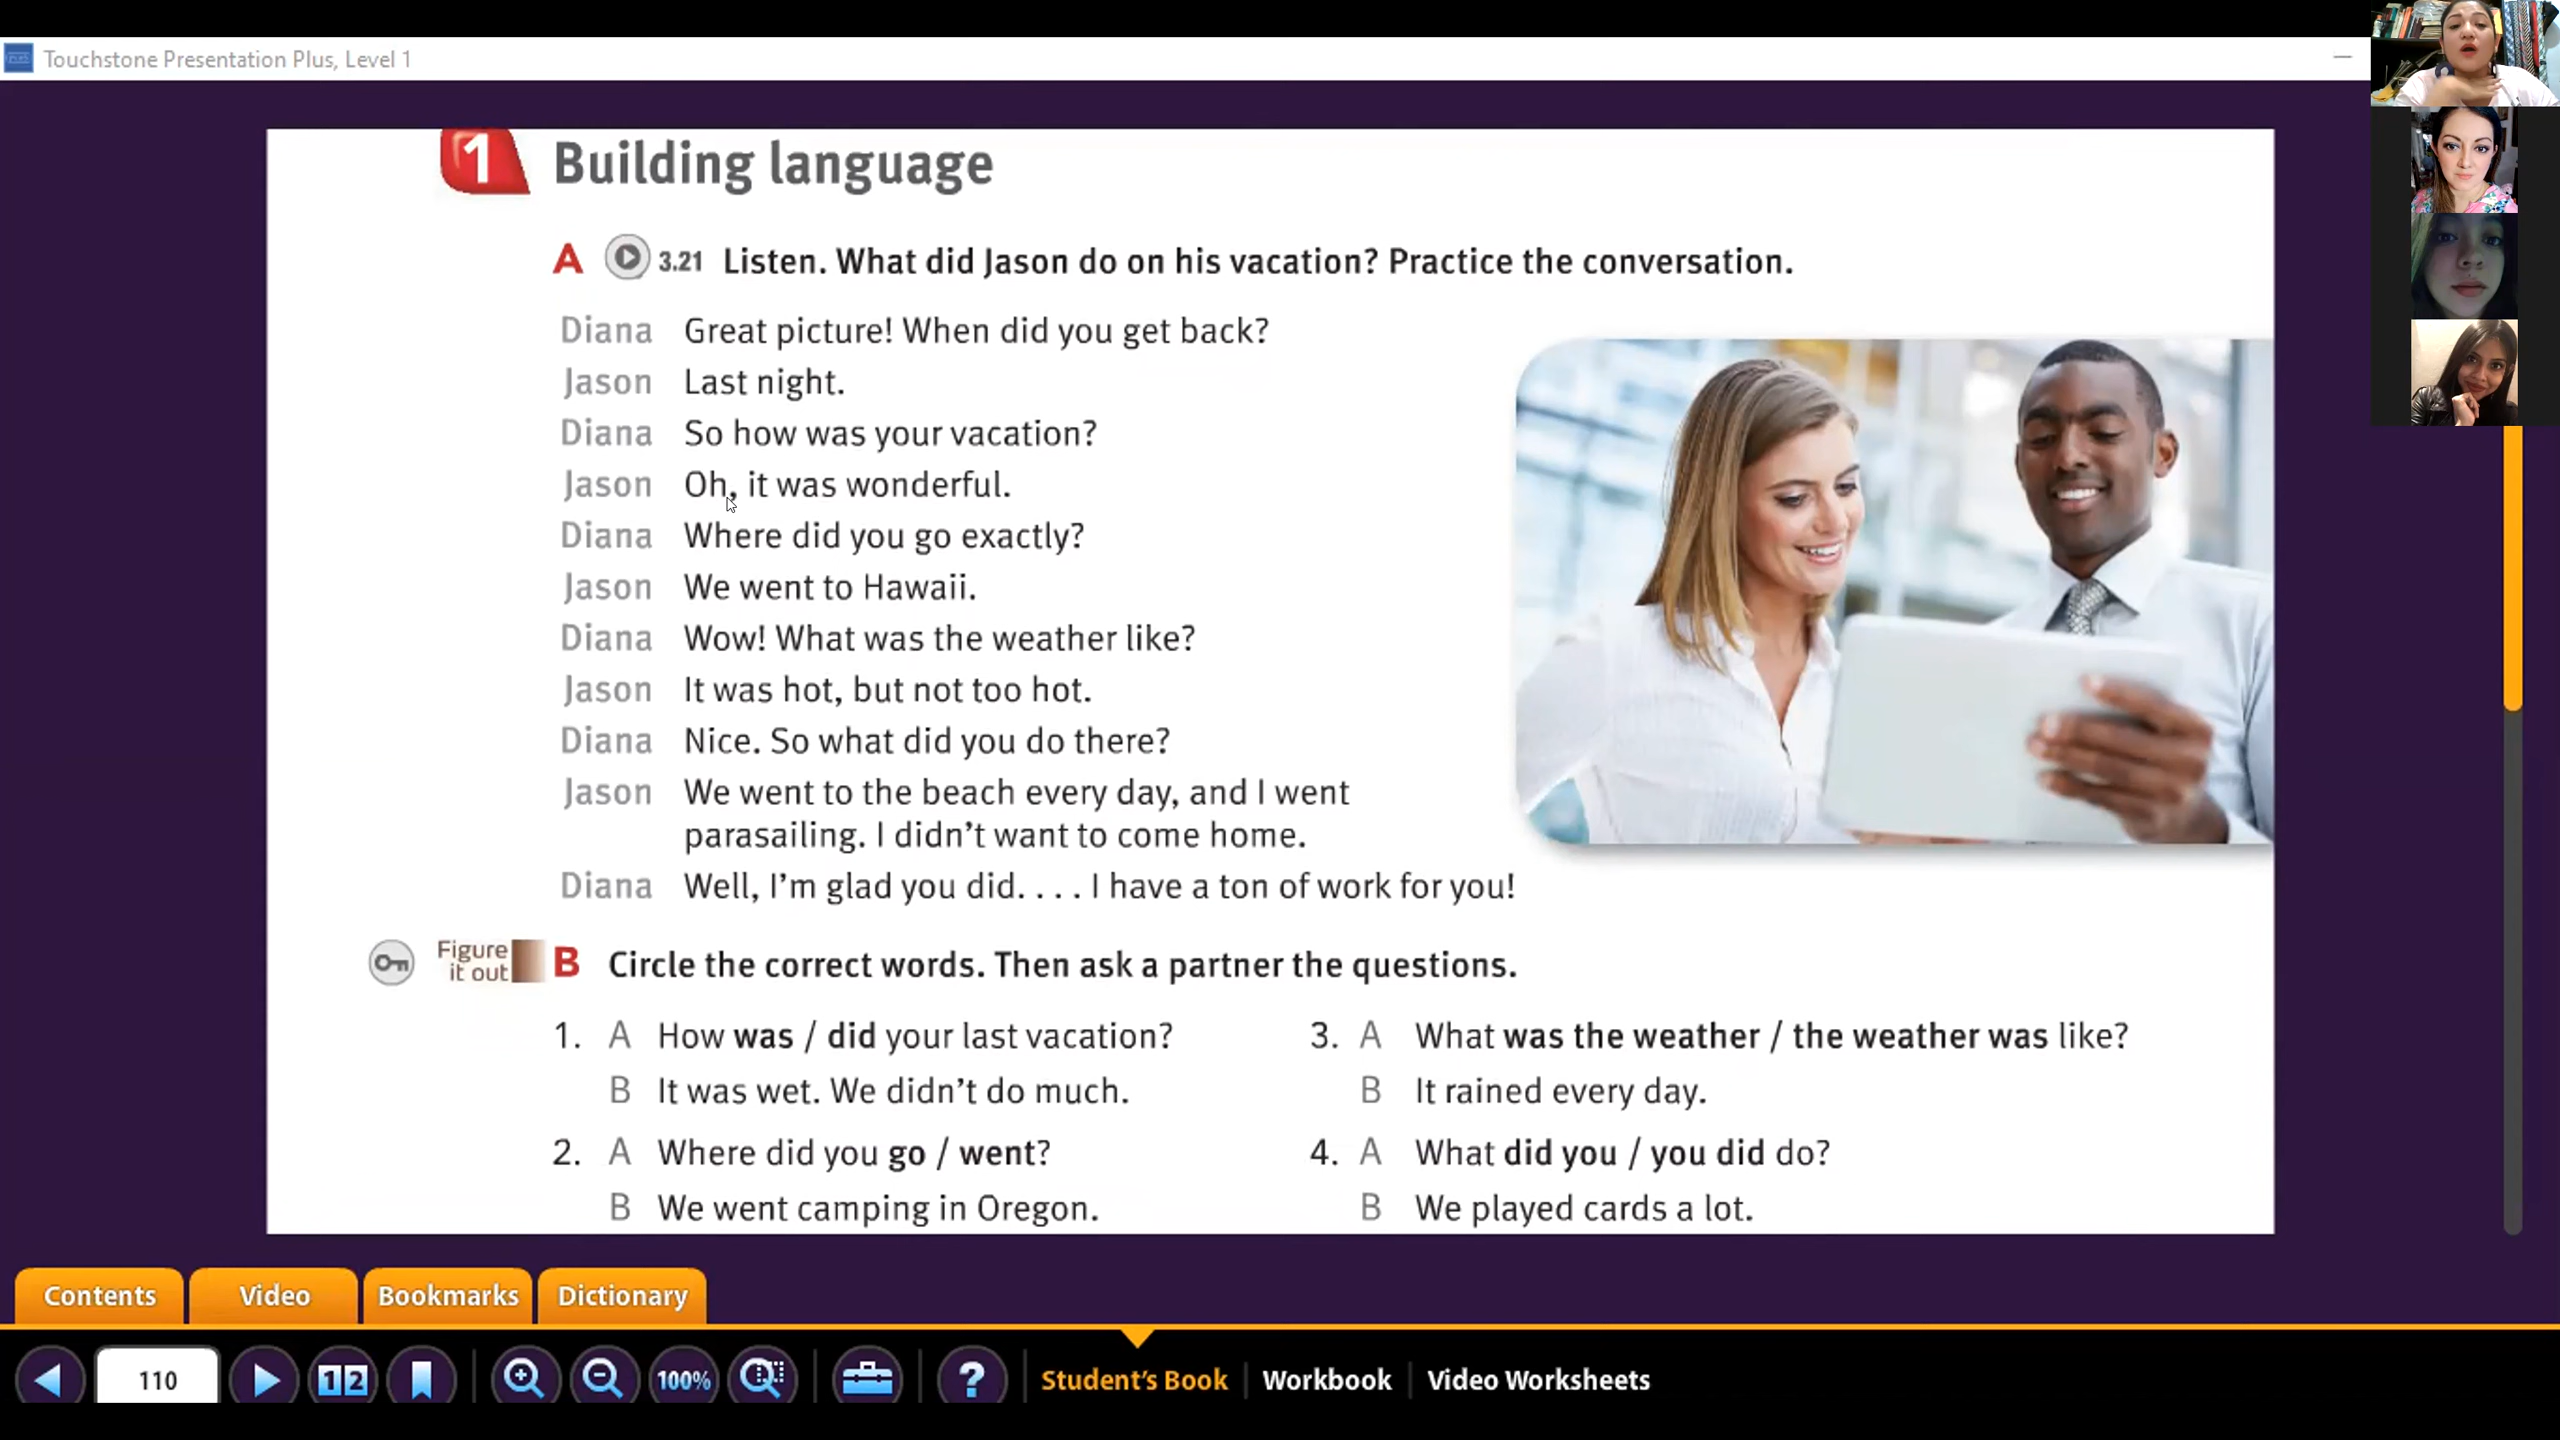 Touchstone Presentation Plus, Level 1
1 Building language
A 3.21 Listen. What did Jason do on his vacation? Practice the conversation.
Diana Great picture! When did you get back?
Jason Last night.
Diana So how was your vacation?
Jason Oh, it was wonderful.
Diana Where did you go exactly?
Jason We went to Hawaii.
Diana Wow! What was the weather like?
Jason It was hot, but not too hot.
Diana Nice. So what did you do there?
Jason We went to the beach every day, and I went
parasailing. I didn't want to come home.
Diana Well, I'm glad you did. . . . I have a ton of work for you!
Figure
it out
B Circle the correct words. Then ask a partner the questions.
1. A How was / did your last vacation?
B It was wet. We didn't do much.
2. A Where did you go / went?
B We went camping in Oregon.
3. A What was the weather / the weather was like?
B It rained every day.
4. A What did you / you did do?
B We played cards a lot.
Contents Video Bookmarks Dictionary
110 12 100% ? Student's Book Workbook Video Worksheets